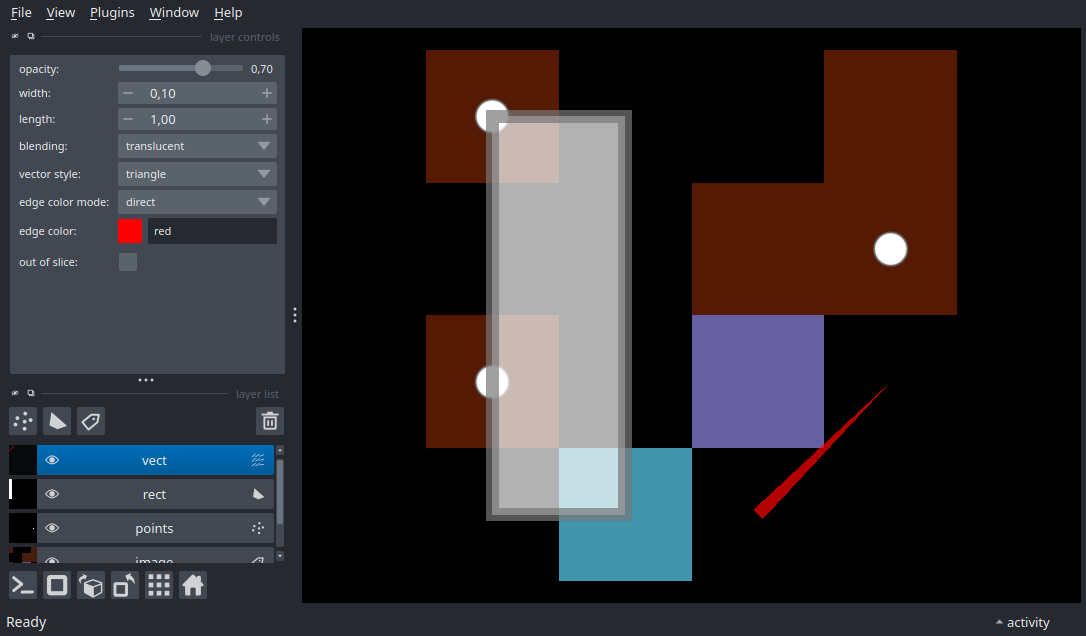 File View Plugins Window Help
layer controls
opacity: 0,70
width: 0,10
length: 1,00
blending: translucent
vector style: triangle
edge color mode: direct
edge color: red
out of slice:
layer list
vect
rect
points
image
Ready
activity